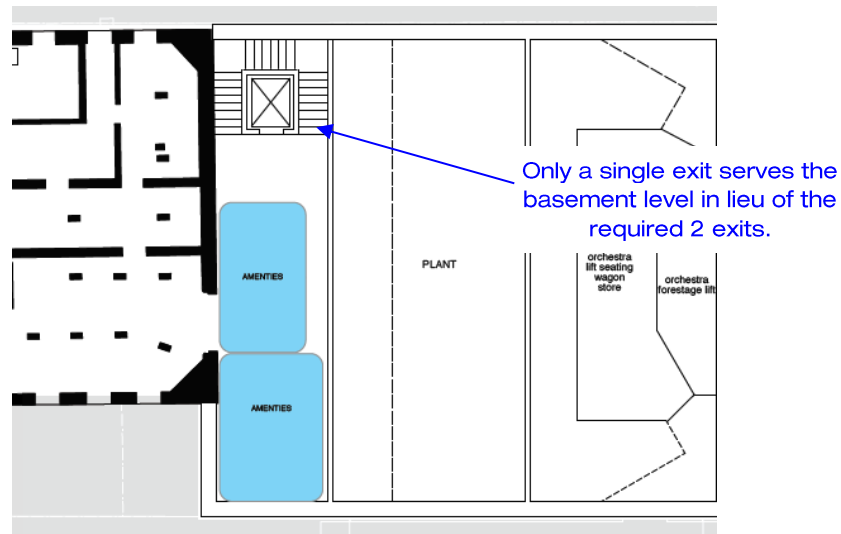 Only a single exit serves the
basement level in lieu of the
required 2 exits.
AMENTIES
PLANT
orchestra
lift seating
wagon
store
orchestra
forestage lift
AMENTIES